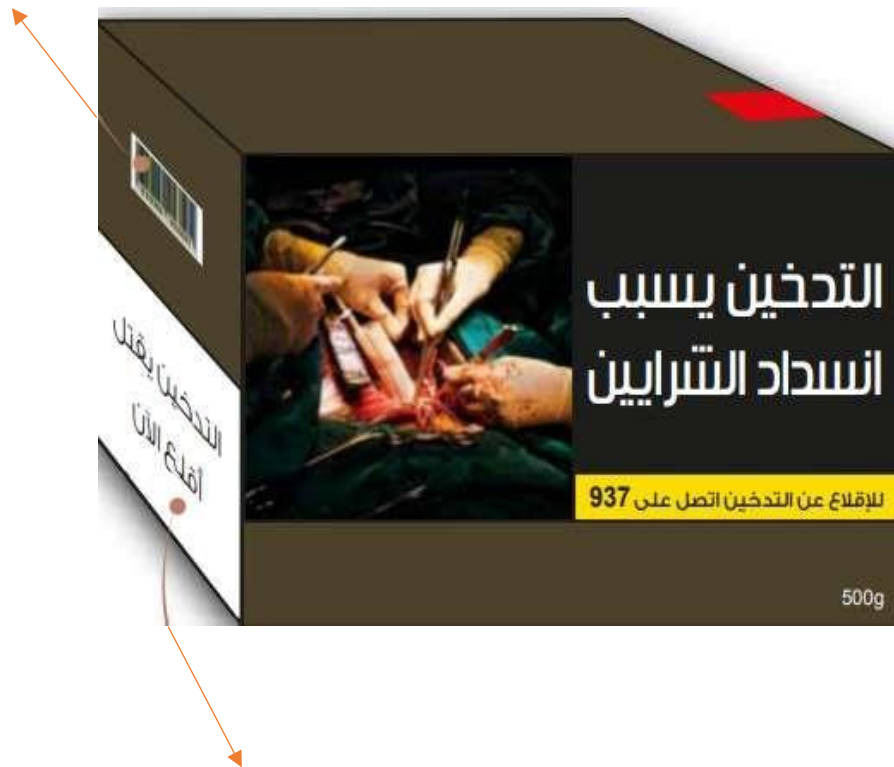 التدخين يسبب
انسداد الشرايين
للإقلاع عن التدخين اتصل على 937
500g
التدخين يقتل
أقلع الآن